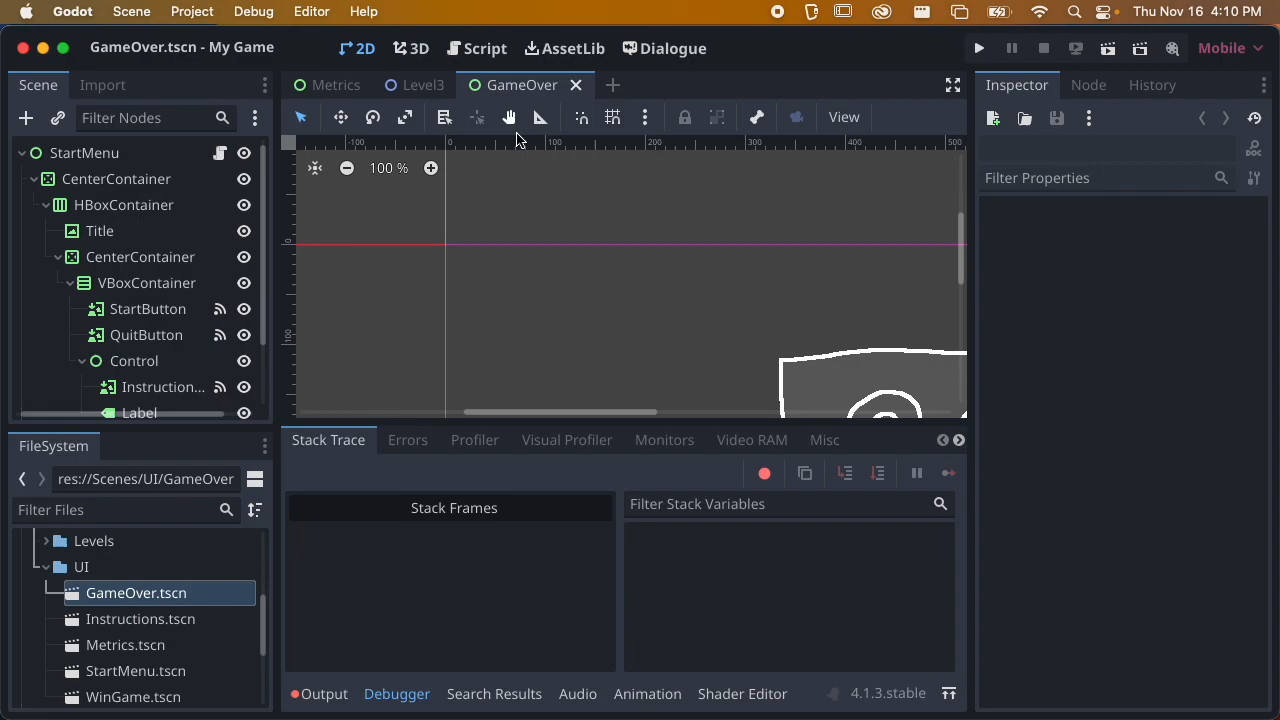 Godot Scene Project Debug Editor Help Thu Nov 16 4:10 PM
GameOver.tscn - My Game 2D 3D Script AssetLib Dialogue Mobile
Scene Import
Metrics Level3 GameOver
Inspector Node History
Filter Nodes
View
-100 0 100 200 300 400 500
StartMenu
CenterContainer
HBoxContainer
Title
CenterContainer
VBoxContainer
StartButton
QuitButton
Control
Instruction...
Label
100 %
0
100
Filter Properties
FileSystem
res://Scenes/UI/GameOver
Filter Files
Levels
UI
GameOver.tscn
Instructions.tscn
Metrics.tscn
StartMenu.tscn
WinGame.tscn
Stack Trace Errors Profiler Visual Profiler Monitors Video RAM Misc
Stack Frames
Filter Stack Variables
Output Debugger Search Results Audio Animation Shader Editor 4.1.3.stable